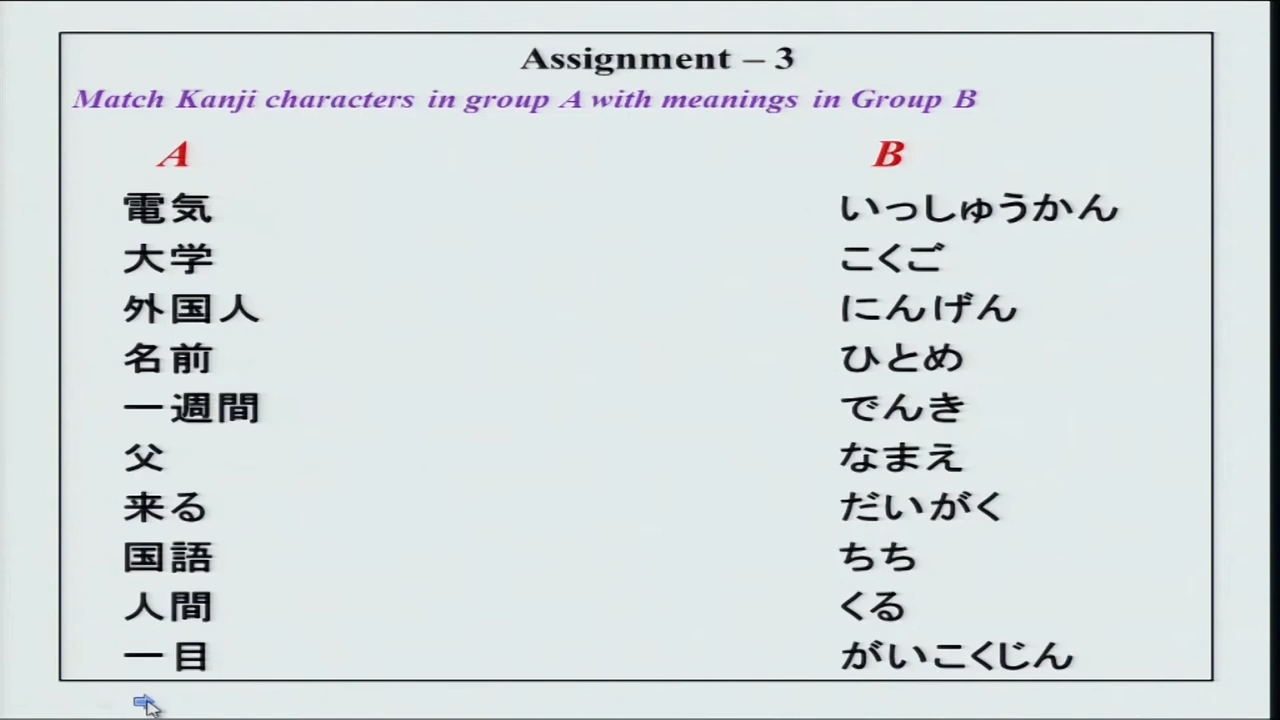 Assignment – 3
Match Kanji characters in group A with meanings in Group B
A B
電気 いっしゅうかん
大学 こくご
外国人 にんげん
名前 ひとめ
一週間 でんき
父 なまえ
来る だいがく
国語 ちち
人間 くる
一目 がいこくじん